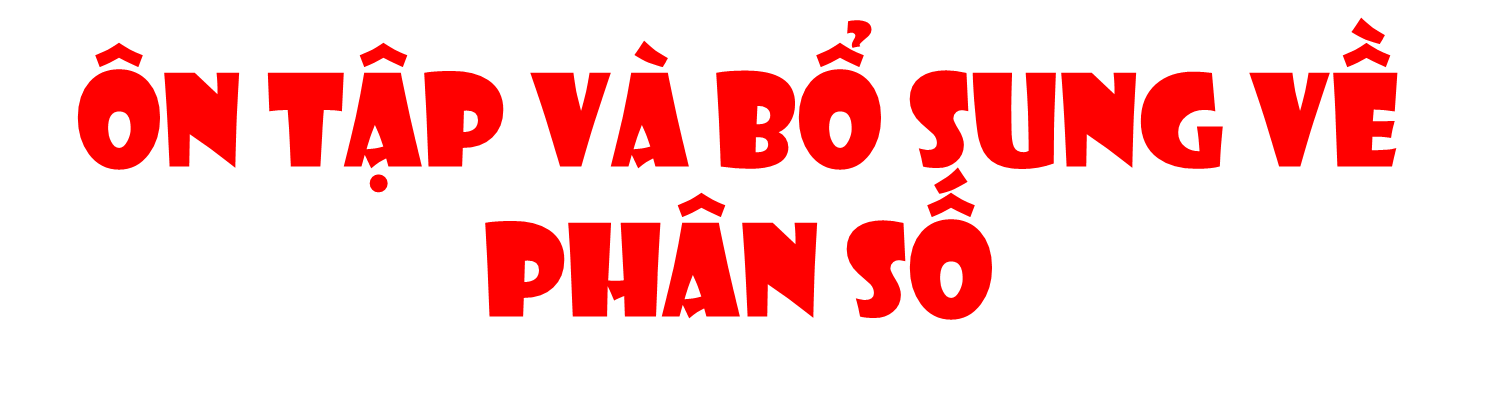 ÔN TẬP VÀ BỔ SUNG VỀ
PHÂN SỐ